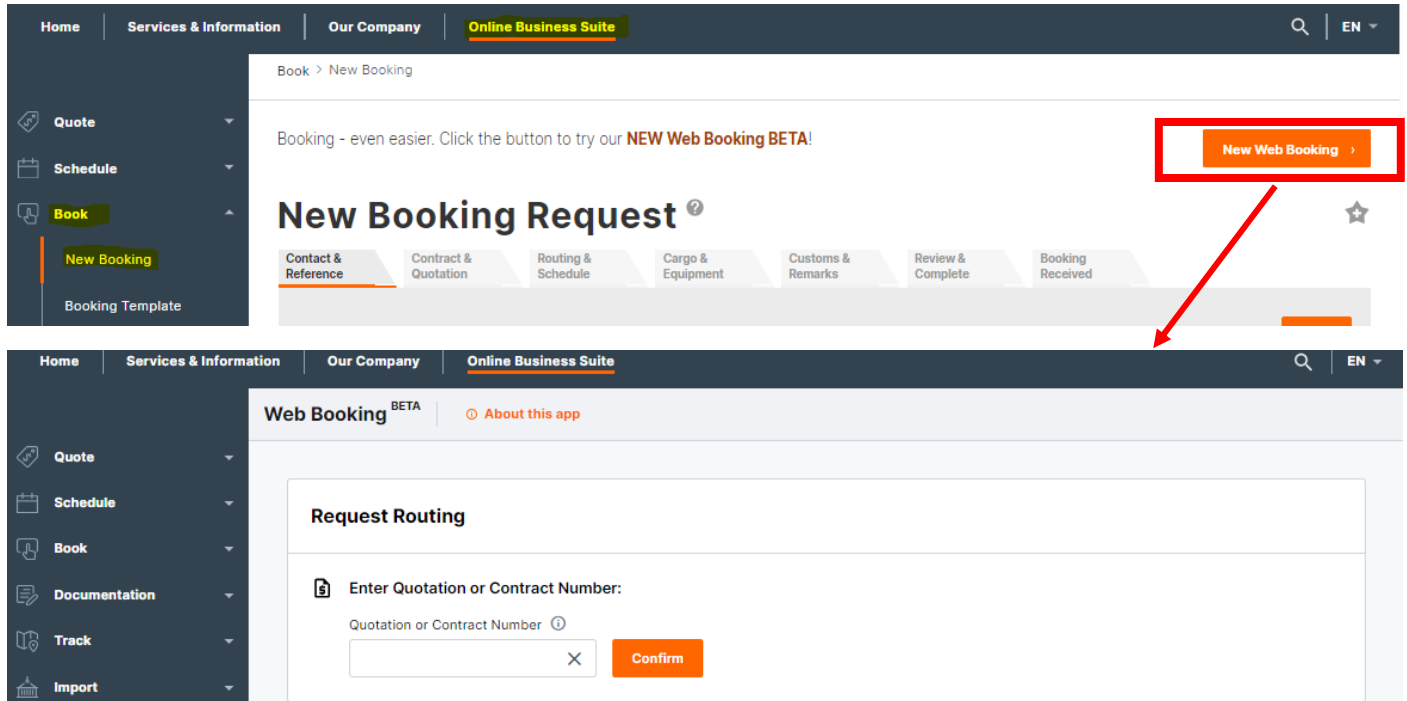 Home Services & Information Our Company Online Business Suite EN
Book > New Booking
Quote
Booking - even easier. Click the button to try our NEW Web Booking BETA!
New Web Booking ›
Schedule
Book
New Booking Request ?
New Booking
Contact & Reference
Contract & Quotation
Routing & Schedule
Cargo & Equipment
Customs & Remarks
Review & Complete
Booking Received
Booking Template
Home Services & Information Our Company Online Business Suite EN
Web Booking BETA About this app
Quote
Schedule
Request Routing
Book
Documentation
Enter Quotation or Contract Number:
Quotation or Contract Number
Track
Confirm
Import